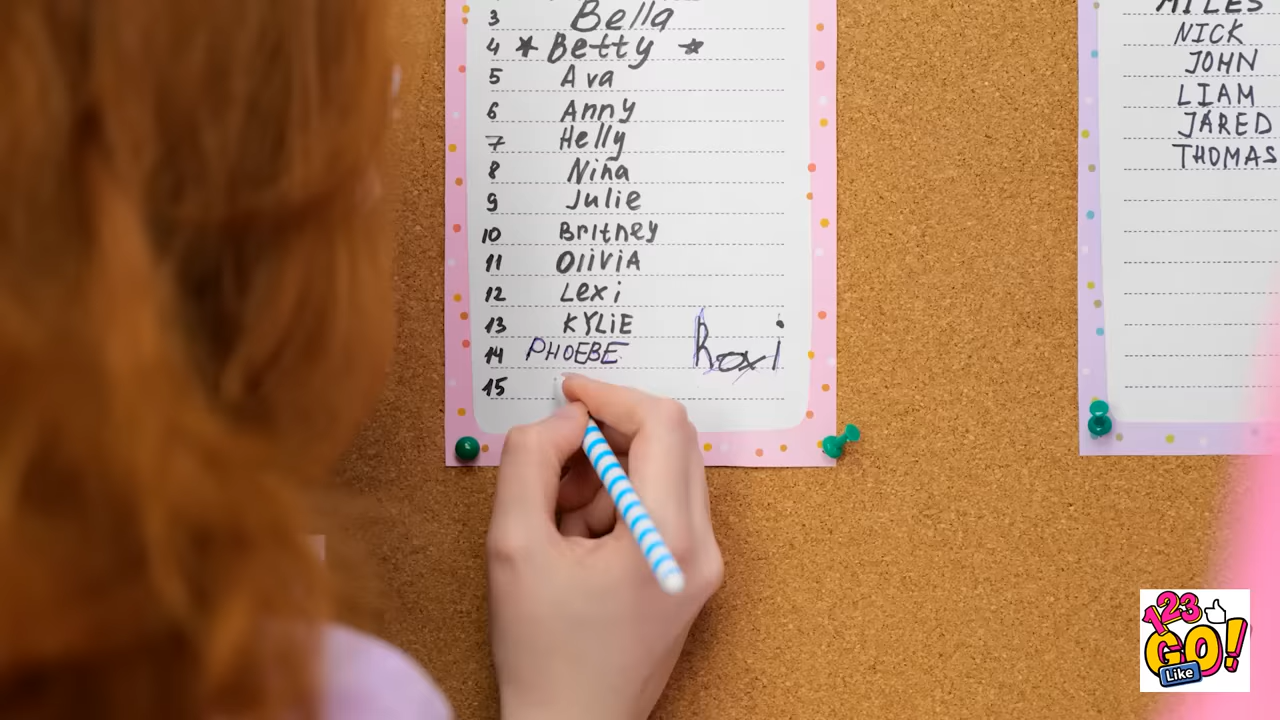 3 Bella
4 * Betty *
5 Ava
6 Anny
7 Helly
8 Nina
9 Julie
10 Britney
11 OLIVIA
12 Lexi
13 KYLiE
14 PHOEBE
Roxi
15
MILES
NICK
JOHN
LIAM
JARED
THOMAS
123
GO!
Like